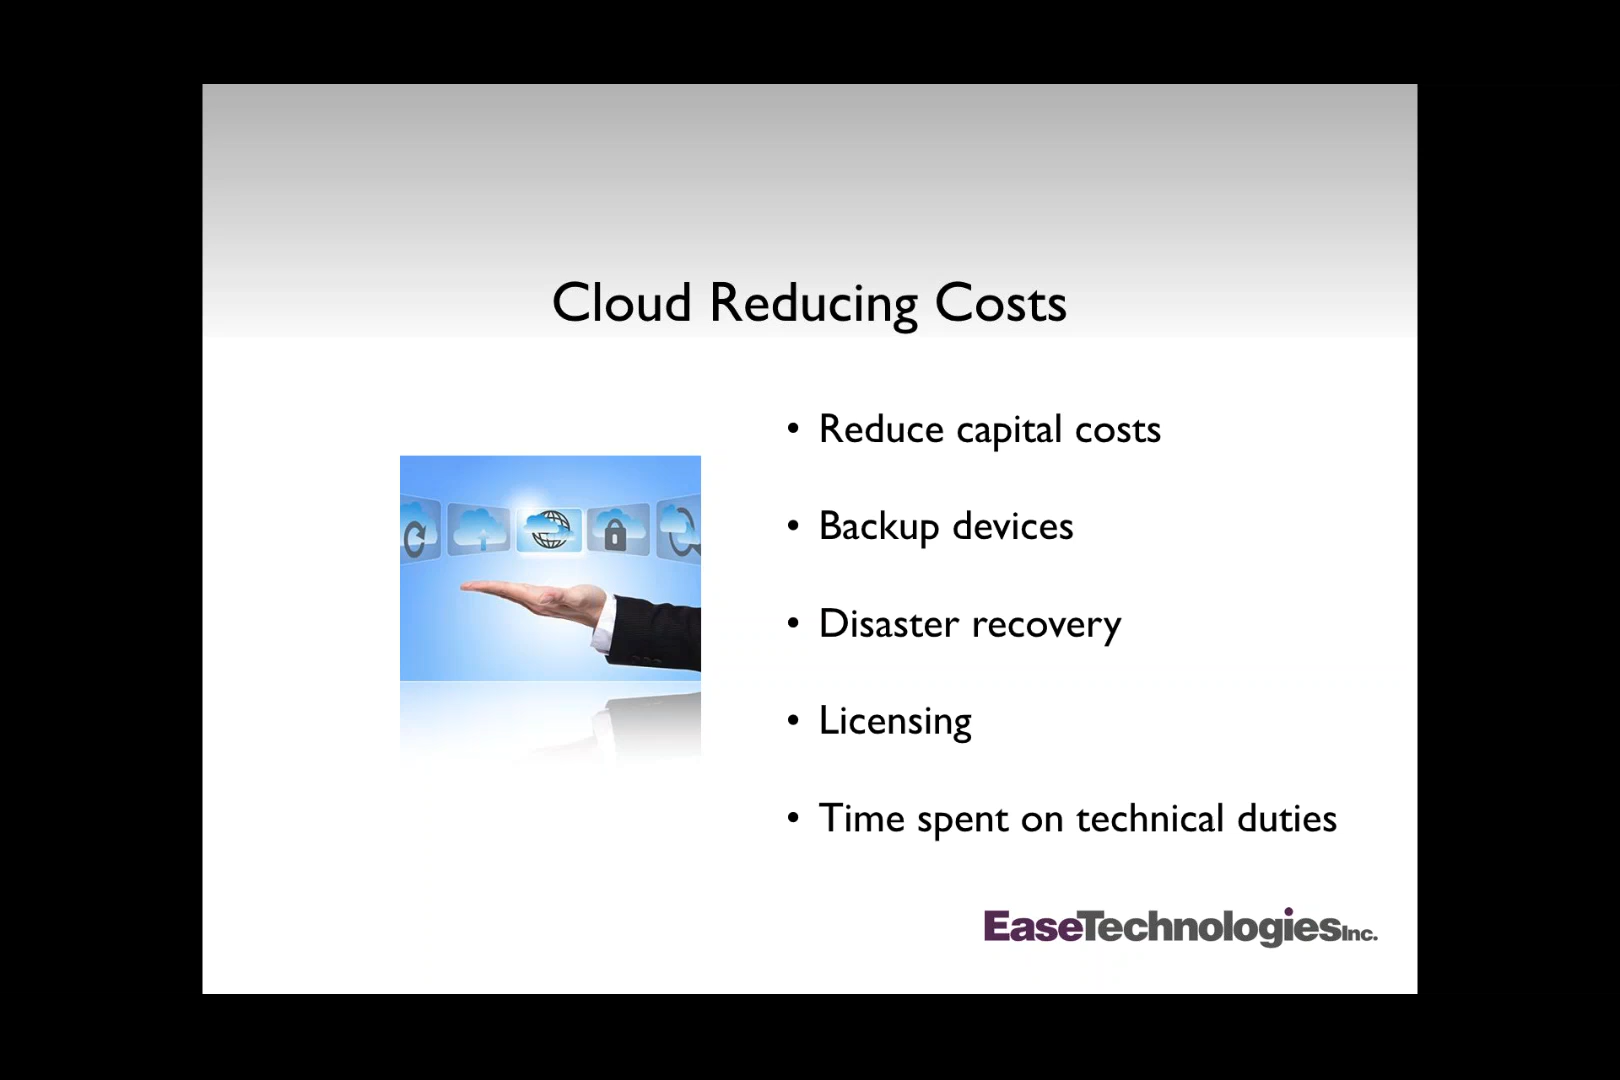 Cloud Reducing Costs
• Reduce capital costs
• Backup devices
• Disaster recovery
• Licensing
• Time spent on technical duties
EaseTechnologiesInc.